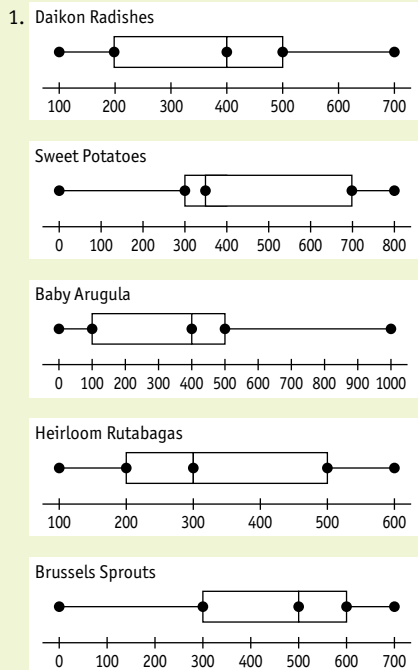 1. Daikon Radishes
100 200 300 400 500 600 700
Sweet Potatoes
0 100 200 300 400 500 600 700 800
Baby Arugula
0 100 200 300 400 500 600 700 800 900 1000
Heirloom Rutabagas
100 200 300 400 500 600
Brussels Sprouts
0 100 200 300 400 500 600 700